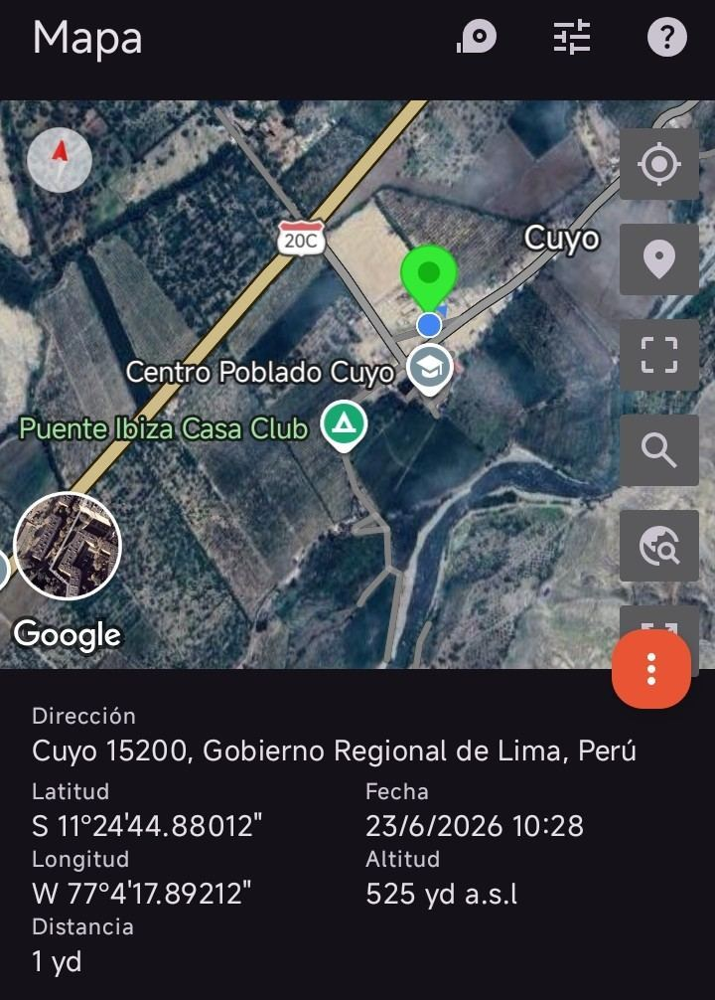 Mapa
?
20C
Cuyo
Centro Poblado Cuyo
Puente Ibiza Casa Club
Google
Dirección
Cuyo 15200, Gobierno Regional de Lima, Perú
Latitud
S 11°24'44.88012"
Fecha
23/6/2026 10:28
Longitud
W 77°4'17.89212"
Altitud
525 yd a.s.l
Distancia
1 yd